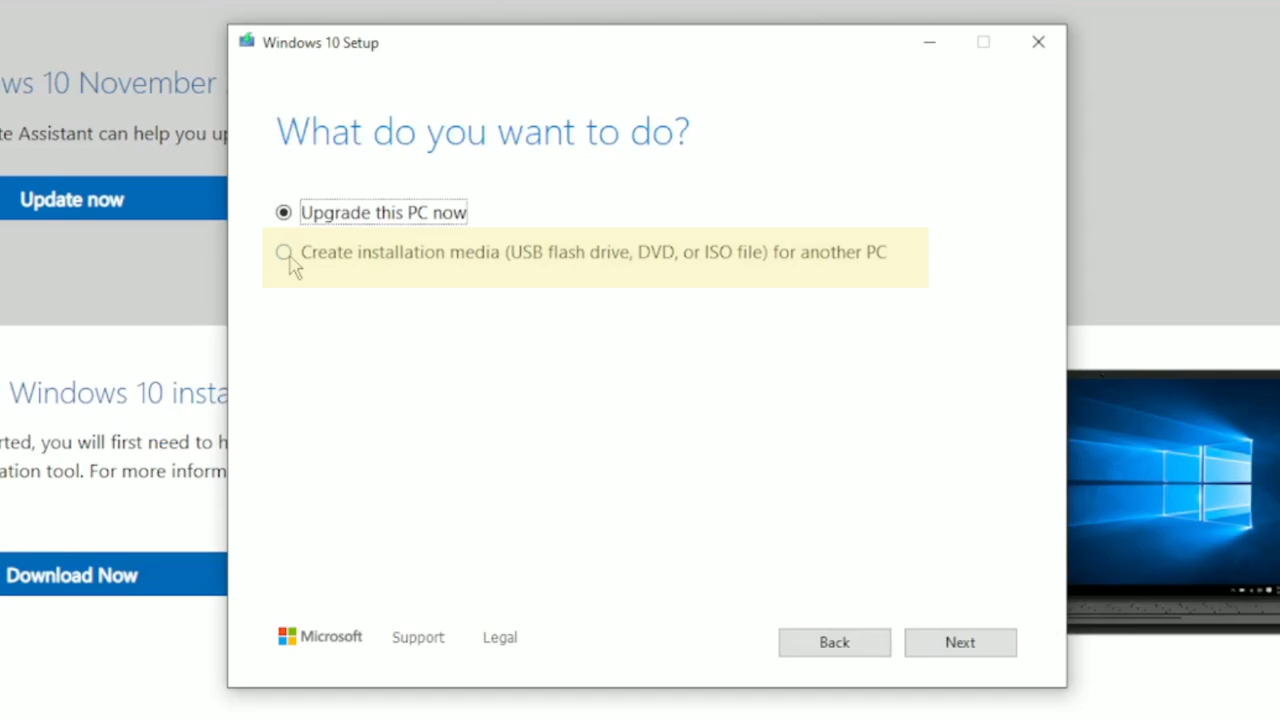 Windows 10 Setup
ws 10 November
te Assistant can help you up
Update now
What do you want to do?
Upgrade this PC now
Create installation media (USB flash drive, DVD, or ISO file) for another PC
Windows 10 insta
rted, you will first need to h
ation tool. For more inform
Download Now
Microsoft
Support
Legal
Back
Next